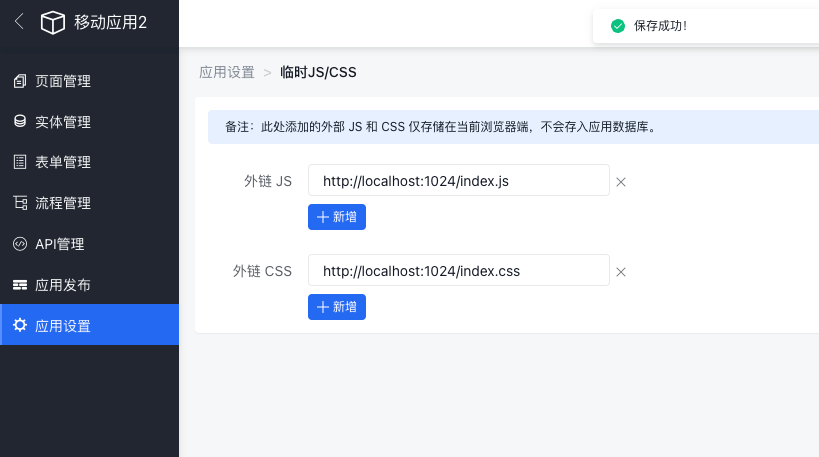 移动应用2
保存成功!
页面管理
实体管理
表单管理
流程管理
API管理
应用发布
应用设置
应用设置 > 临时JS/CSS
备注：此处添加的外部 JS 和 CSS 仅存储在当前浏览器端，不会存入应用数据库。
外链 JS http://localhost:1024/index.js
新增
外链 CSS http://localhost:1024/index.css
新增